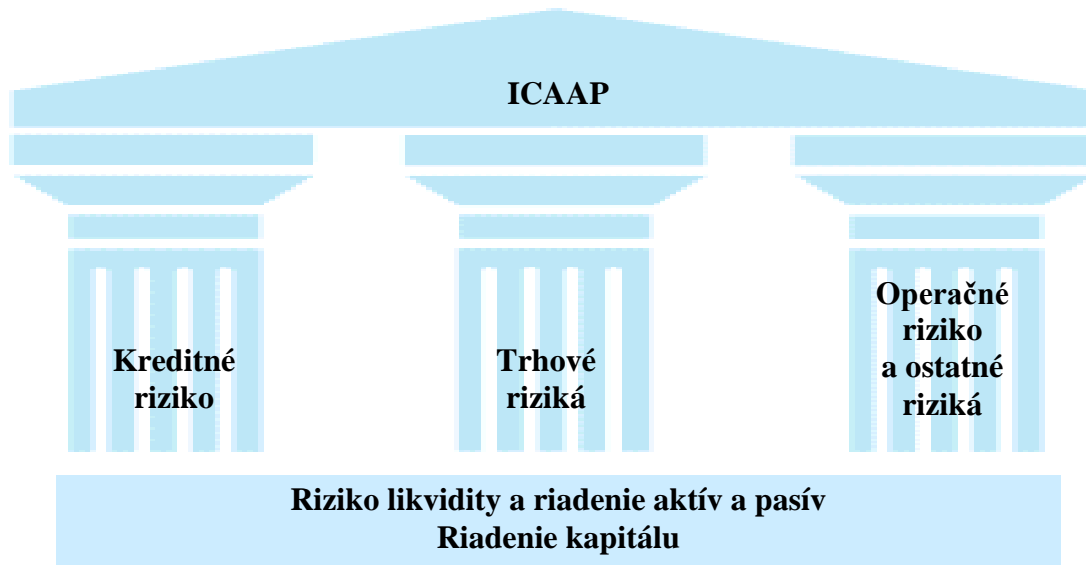 ICAAP
Kreditné
riziko
Trhové
riziká
Operačné
riziko
a ostatné
riziká
Riziko likvidity a riadenie aktív a pasív
Riadenie kapitálu